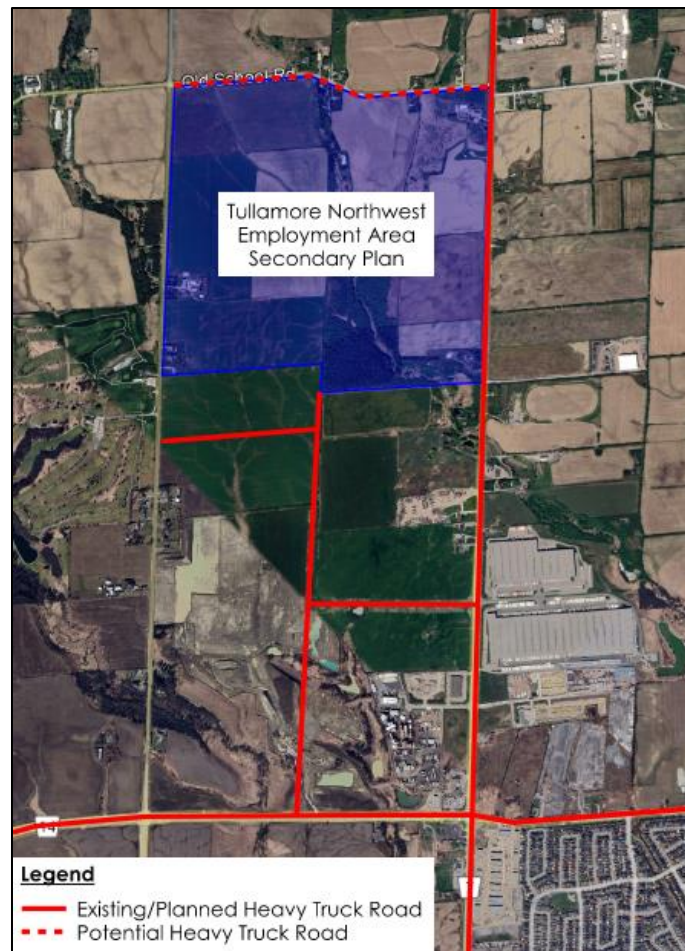 Old School Rd
Tullamore Northwest
Employment Area
Secondary Plan
14
Legend
Existing/Planned Heavy Truck Road
Potential Heavy Truck Road